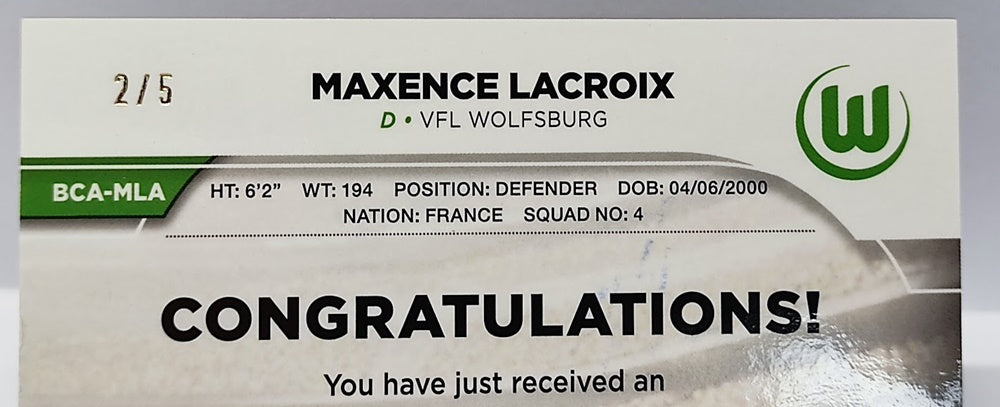 2/5
MAXENCE LACROIX
D • VFL WOLFSBURG
W
BCA-MLA
HT: 6'2" WT: 194 POSITION: DEFENDER DOB: 04/06/2000
NATION: FRANCE SQUAD NO: 4
CONGRATULATIONS!
You have just received an